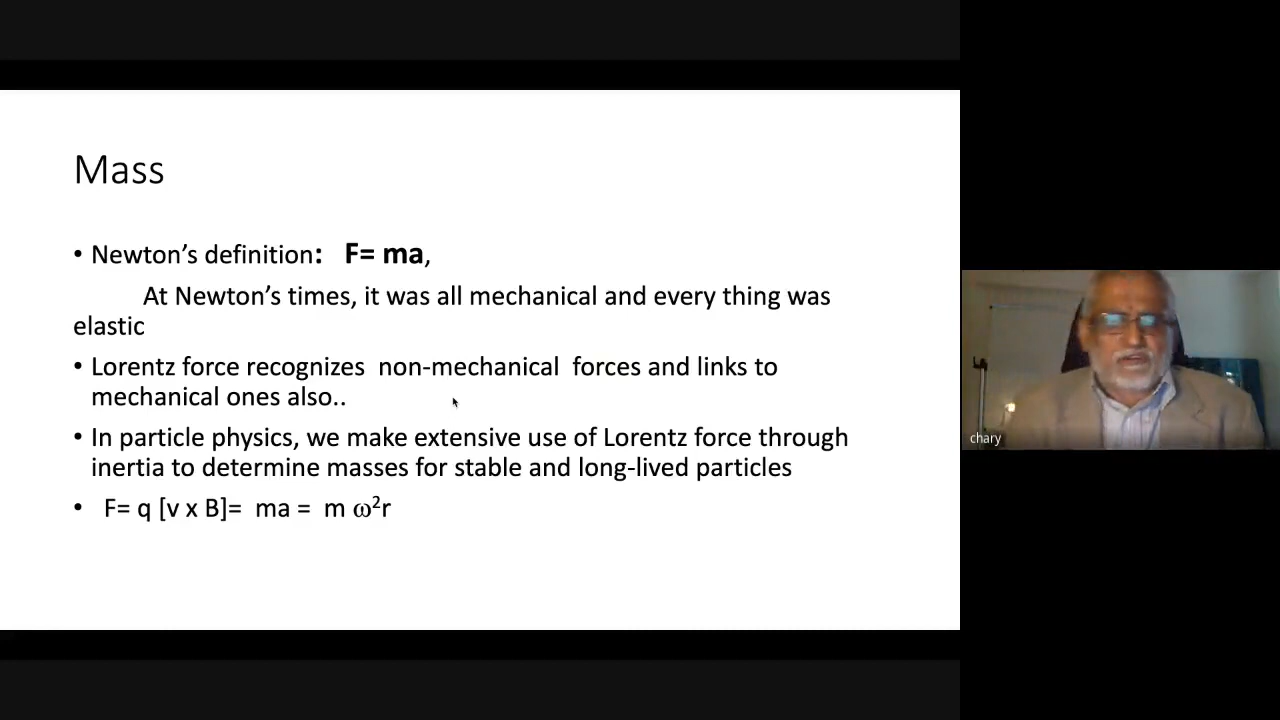 Mass
• Newton’s definition: F= ma,
At Newton’s times, it was all mechanical and every thing was
elastic
• Lorentz force recognizes non-mechanical forces and links to
mechanical ones also..
• In particle physics, we make extensive use of Lorentz force through
inertia to determine masses for stable and long-lived particles
• F= q [v x B]= ma = m ω²r
chary